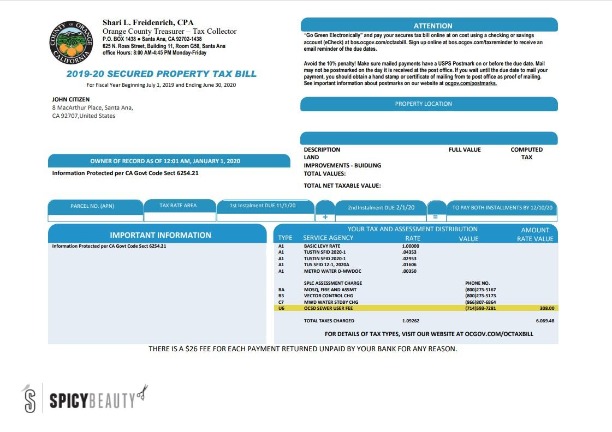 COUNTY OF ORANGE
CALIFORNIA
Shari L. Freidenrich, CPA
Orange County Treasurer – Tax Collector
P.O. BOX 1438 ● Santa Ana, CA 92702-1438
625 N. Ross Street, Building 11, Room G58, Santa Ana
office Hours: 8:00 AM-4:45 PM Monday-Friday
2019-20 SECURED PROPERTY TAX BILL
For Fiscal Year Beginning July 1, 2019 and Ending June 30, 2020
JOHN CITIZEN
8 MacArthur Place, Santa Ana,
CA 92707,United States
ATTENTION
"Go Green Electronically" and pay your secured tax bill online at on cost using a checking or savings
account (eCheck) at bos.ocgov.com/octaxbill. Sign up online at bos.ocgov.com/taxreminder to receive an
email reminder of the due dates.
Avoid the 10% penalty! Make sure mailed payments have a USPS Postmark on or before the due date. Mail
may not be postmarked on the day it is received at the post office. If you wait until the due date to mail your
payment, you should obtain a hand stamp or certificate of mailing from to post office as proof of mailing.
See important information about postmarks on our website at ocgov.com/postmarks.
PROPERTY LOCATION
OWNER OF RECORD AS OF 12:01 AM, JANUARY 1, 2020
Information Protected per CA Govt Code Sect 6254.21
DESCRIPTION FULL VALUE COMPUTED
LAND TAX
IMPROVEMENTS - BUIDLING
TOTAL VALUES:
TOTAL NET TAXABLE VALUE:
PARCEL NO. (APN) TAX RATE AREA 1st Instalment DUE 11/1/20 + 2nd Instalment DUE 2/1/20 = TO PAY BOTH INSTALLMENTS BY 12/10/20
IMPORTANT INFORMATION
Information Protected per CA Govt Code Sect 6254.21
YOUR TAX AND ASSESSMENT DISTRIBUTION AMOUNT
TYPE SERVICE AGENCY RATE VALUE RATE VALUE
A1 BASIC LEVY RATE 1.00000
A1 TUSTIN SFID 2020-1 .04353
A1 TUSTIN SFID 2020-1
A1 TUS SFID 12-1, 2020A
A1 METRO WATER D-MWDOC .00350
SPLC ASSESSMENT CHARGE PHONE NO.
MOSQ, FIRE AND ASSMT (800)273-5167
VECTOR CONTROL CHG (800)273-5173
C7 MWD WATER STDBY CHG (866)807-6864
U6 OCSD SEWER USER FEE (714)593-7281 308.00
TOTAL TAXES CHARGED 1.09262 6,069.48
FOR DETAILS OF TAX TYPES, VISIT OUR WEBSITE AT OCGOV.COM/OCTAXBILL
THERE IS A $26 FEE FOR EACH PAYMENT RETURNED UNPAID BY YOUR BANK FOR ANY REASON.
SPICYBEAUTY